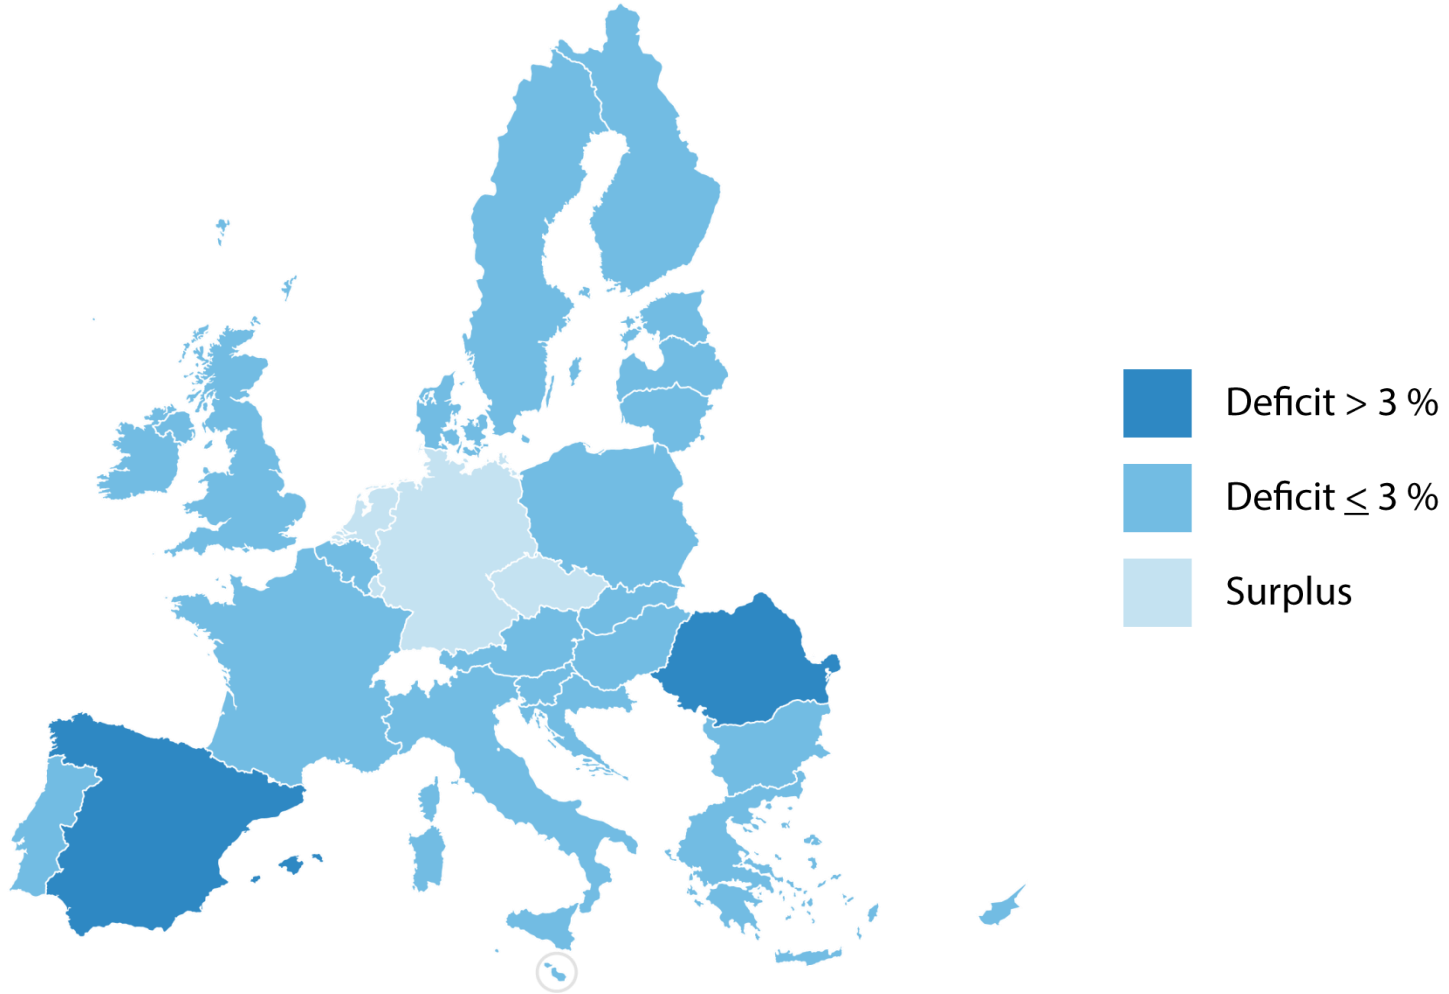 Deficit > 3 %
Deficit ≤ 3 %
Surplus